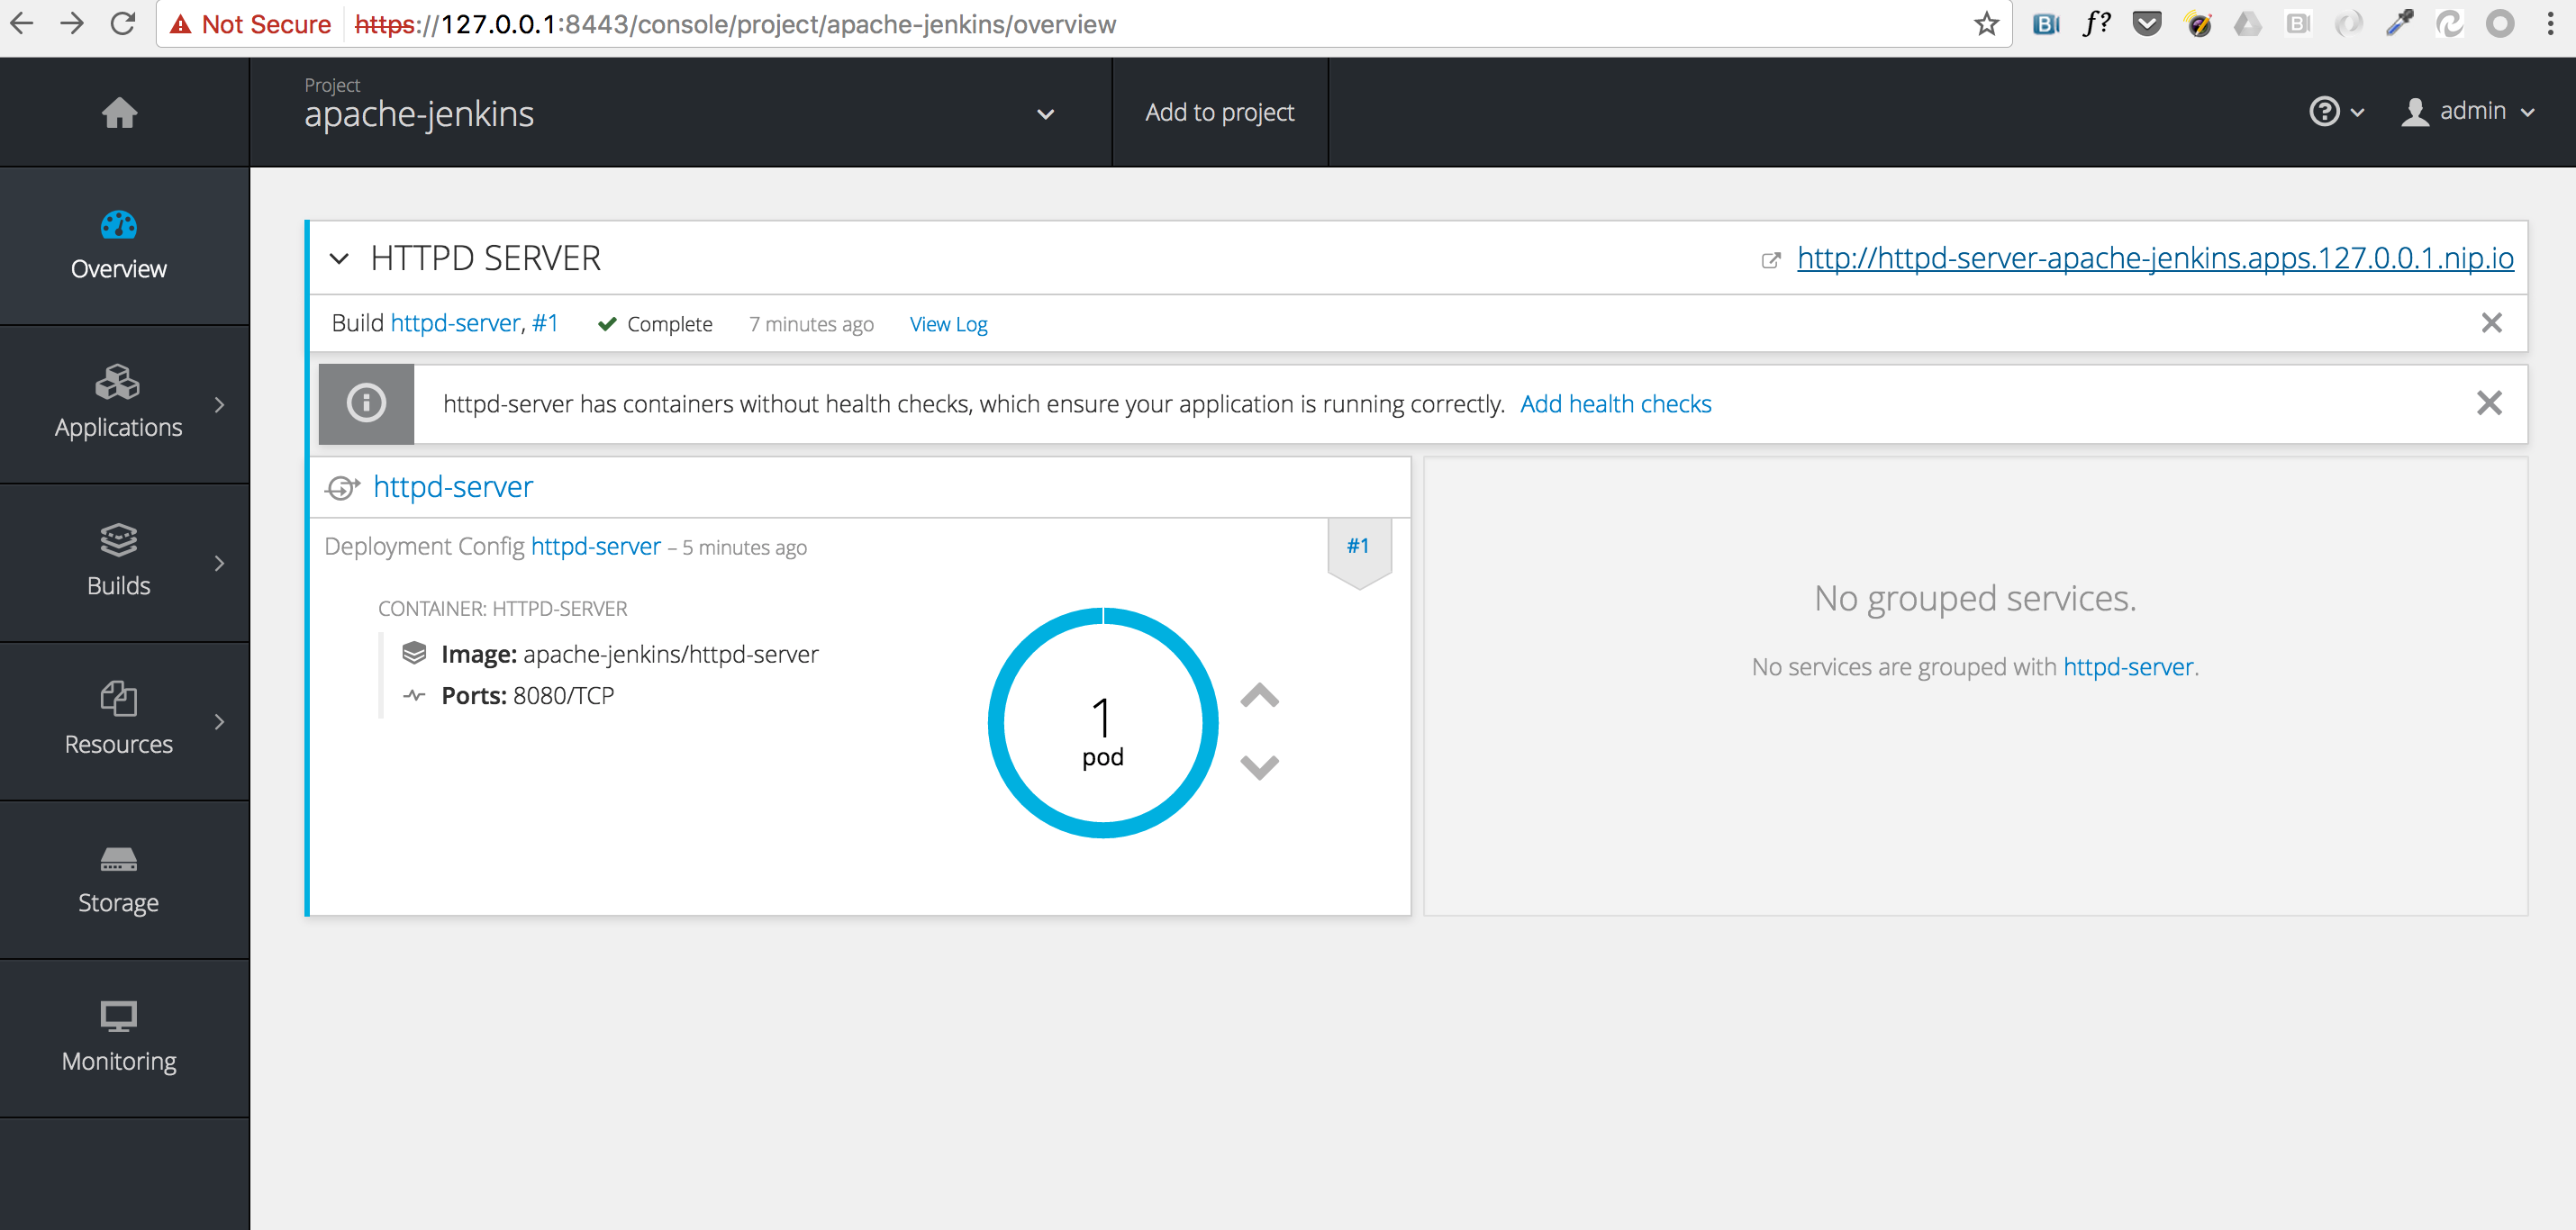 Not Secure https://127.0.0.1:8443/console/project/apache-jenkins/overview
f?
Project
apache-jenkins
Add to project
admin
Overview
Applications
Builds
Resources
Storage
Monitoring
HTTPD SERVER
http://httpd-server-apache-jenkins.apps.127.0.0.1.nip.io
Build httpd-server, #1 Complete 7 minutes ago View Log
httpd-server has containers without health checks, which ensure your application is running correctly. Add health checks
httpd-server
Deployment Config httpd-server – 5 minutes ago
#1
CONTAINER: HTTPD-SERVER
Image: apache-jenkins/httpd-server
Ports: 8080/TCP
1
pod
No grouped services.
No services are grouped with httpd-server.